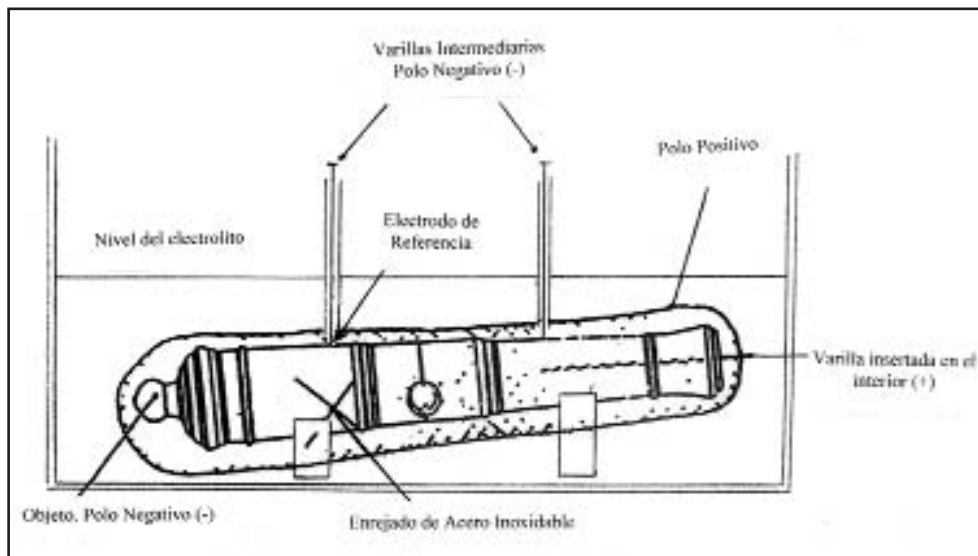 Varillas Intermediarias
Polo Negativo (-)
Polo Positivo
Electrodo de
Referencia
Nivel del electrolito
Varilla insertada en el
interior (+)
Objeto. Polo Negativo (-)
Enrejado de Acero Inoxidable